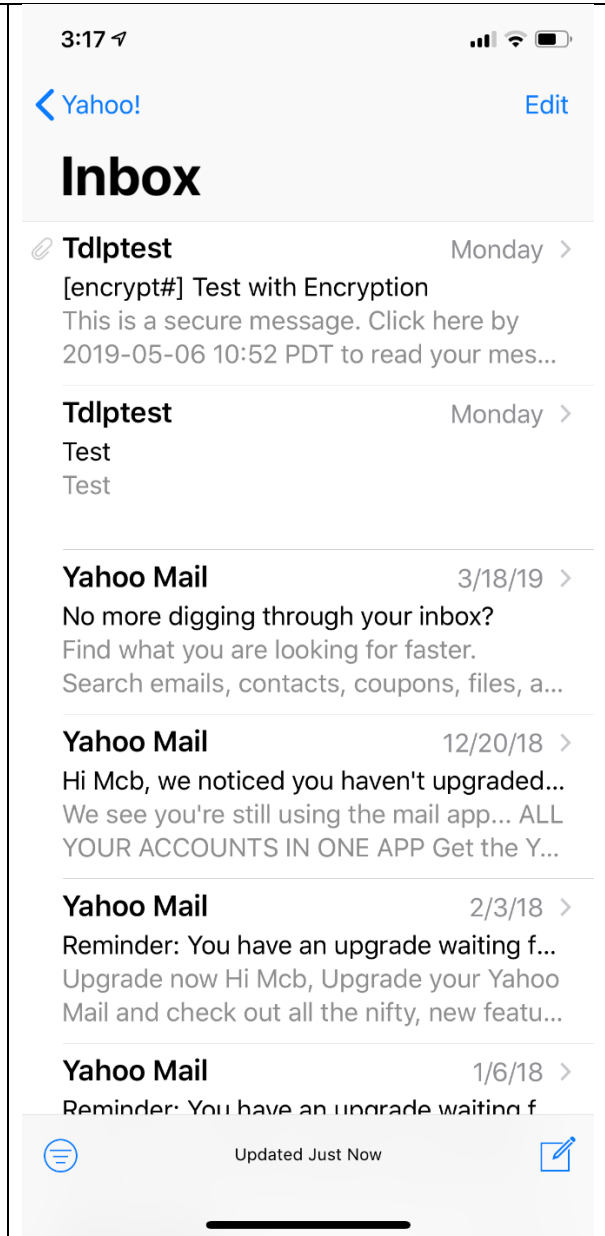 3:17
Yahoo!
Edit
Inbox
Tdlptest
Monday
[encrypt#] Test with Encryption
This is a secure message. Click here by
2019-05-06 10:52 PDT to read your mes...
Tdlptest
Monday
Test
Test
Yahoo Mail
3/18/19
No more digging through your inbox?
Find what you are looking for faster.
Search emails, contacts, coupons, files, a...
Yahoo Mail
12/20/18
Hi Mcb, we noticed you haven't upgraded...
We see you're still using the mail app... ALL
YOUR ACCOUNTS IN ONE APP Get the Y...
Yahoo Mail
2/3/18
Reminder: You have an upgrade waiting f...
Upgrade now Hi Mcb, Upgrade your Yahoo
Mail and check out all the nifty, new featu...
Yahoo Mail
1/6/18
Reminder: You have an upgrade waiting f
Updated Just Now